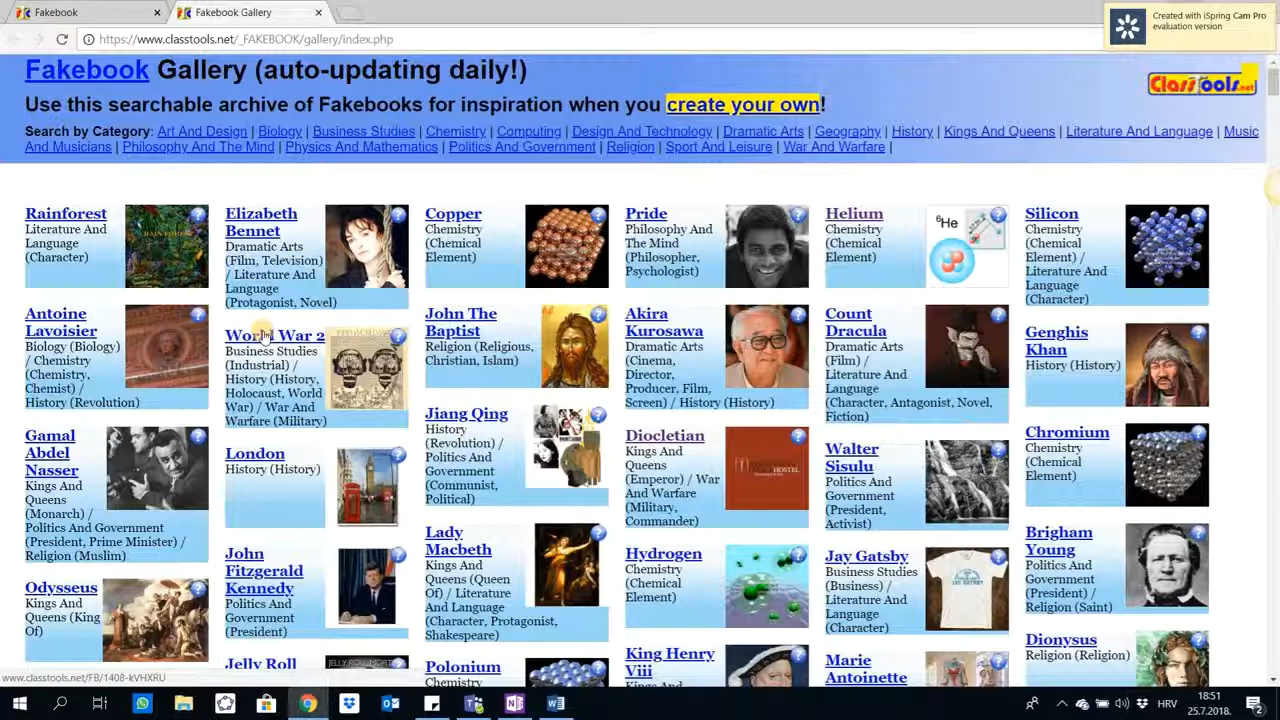 Fakebook
Fakebook Gallery
Created with iSpring Cam Pro
evaluation version
https://www.classtools.net/_FAKEBOOK/gallery/index.php
Fakebook Gallery (auto-updating daily!)
ClassTools.net
Use this searchable archive of Fakebooks for inspiration when you create your own!
Search by Category: Art And Design | Biology | Business Studies | Chemistry | Computing | Design And Technology | Dramatic Arts | Geography | History | Kings And Queens | Literature And Language | Music
And Musicians | Philosophy And The Mind | Physics And Mathematics | Politics And Government | Religion | Sport And Leisure | War And Warfare |
Rainforest
Literature And
Language
(Character)
RAIN FOREST
Antoine
Lavoisier
Biology (Biology)
/ Chemistry
(Chemistry,
Chemist) /
History (Revolution)
Gamal
Abdel
Nasser
Kings And
Queens
(Monarch) /
Politics And Government
(President, Prime Minister) /
Religion (Muslim)
Odysseus
Kings And
Queens (King
Of)
Elizabeth
Bennet
Dramatic Arts
(Film, Television)
/ Literature And
Language
(Protagonist, Novel)
World War 2
Business Studies
(Industrial) /
History (History,
Holocaust, World
War) / War And
Warfare (Military)
London
History (History)
John
Fitzgerald
Kennedy
Politics And
Government
(President)
Jelly Roll
JELLY ROLL MORT
Copper
Chemistry
(Chemical
Element)
John The
Baptist
Religion (Religious,
Christian, Islam)
Jiang Qing
History
(Revolution) /
Politics And
Government
(Communist,
Political)
Lady
Macbeth
Kings And
Queens (Queen
Of) / Literature
And Language
(Character, Protagonist,
Shakespeare)
Polonium
Chemistry
Pride
Philosophy And
The Mind
(Philosopher,
Psychologist)
Akira
Kurosawa
Dramatic Arts
(Cinema,
Director,
Producer, Film,
Screen) / History (History)
Diocletian
Kings And
Queens
(Emperor) / War
And Warfare
(Military,
Commander)
HOSTEL
Hydrogen
Chemistry
(Chemical
Element)
King Henry
Viii
Kings And
Helium
Chemistry
(Chemical
Element)
⁶He
Count
Dracula
Dramatic Arts
(Film) /
Literature And
Language
(Character, Antagonist, Novel,
Fiction)
Walter
Sisulu
Politics And
Government
(President,
Activist)
Jay Gatsby
Business Studies
(Business) /
Literature And
Language
(Character)
Marie
Antoinette
Silicon
Chemistry
(Chemical
Element) /
Literature And
Language
(Character)
Genghis
Khan
History (History)
Chromium
Chemistry
(Chemical
Element)
Brigham
Young
Politics And
Government
(President) /
Religion (Saint)
Dionysus
Religion (Religion)
www.classtools.net/FB/1408-kVHXRU
HRV
18:51
25.7.2018.
2